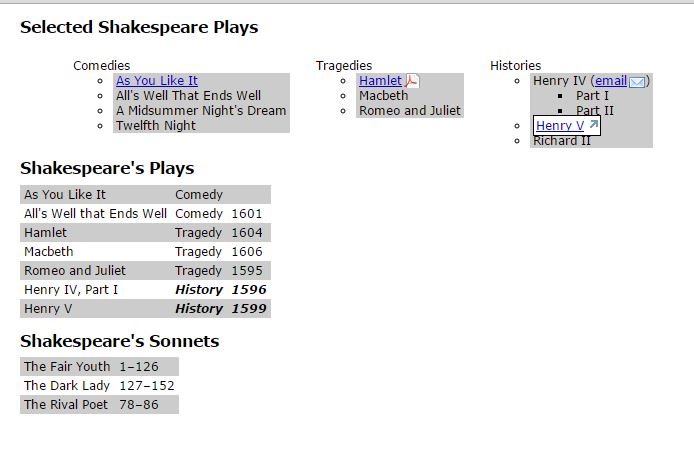 Selected Shakespeare Plays
Comedies
As You Like It
All's Well That Ends Well
A Midsummer Night's Dream
Twelfth Night
Tragedies
Hamlet
Macbeth
Romeo and Juliet
Histories
Henry IV (email)
Part I
Part II
Henry V
Richard II
Shakespeare's Plays
As You Like It Comedy
All's Well that Ends Well Comedy 1601
Hamlet Tragedy 1604
Macbeth Tragedy 1606
Romeo and Juliet Tragedy 1595
Henry IV, Part I History 1596
Henry V History 1599
Shakespeare's Sonnets
The Fair Youth 1–126
The Dark Lady 127–152
The Rival Poet 78–86